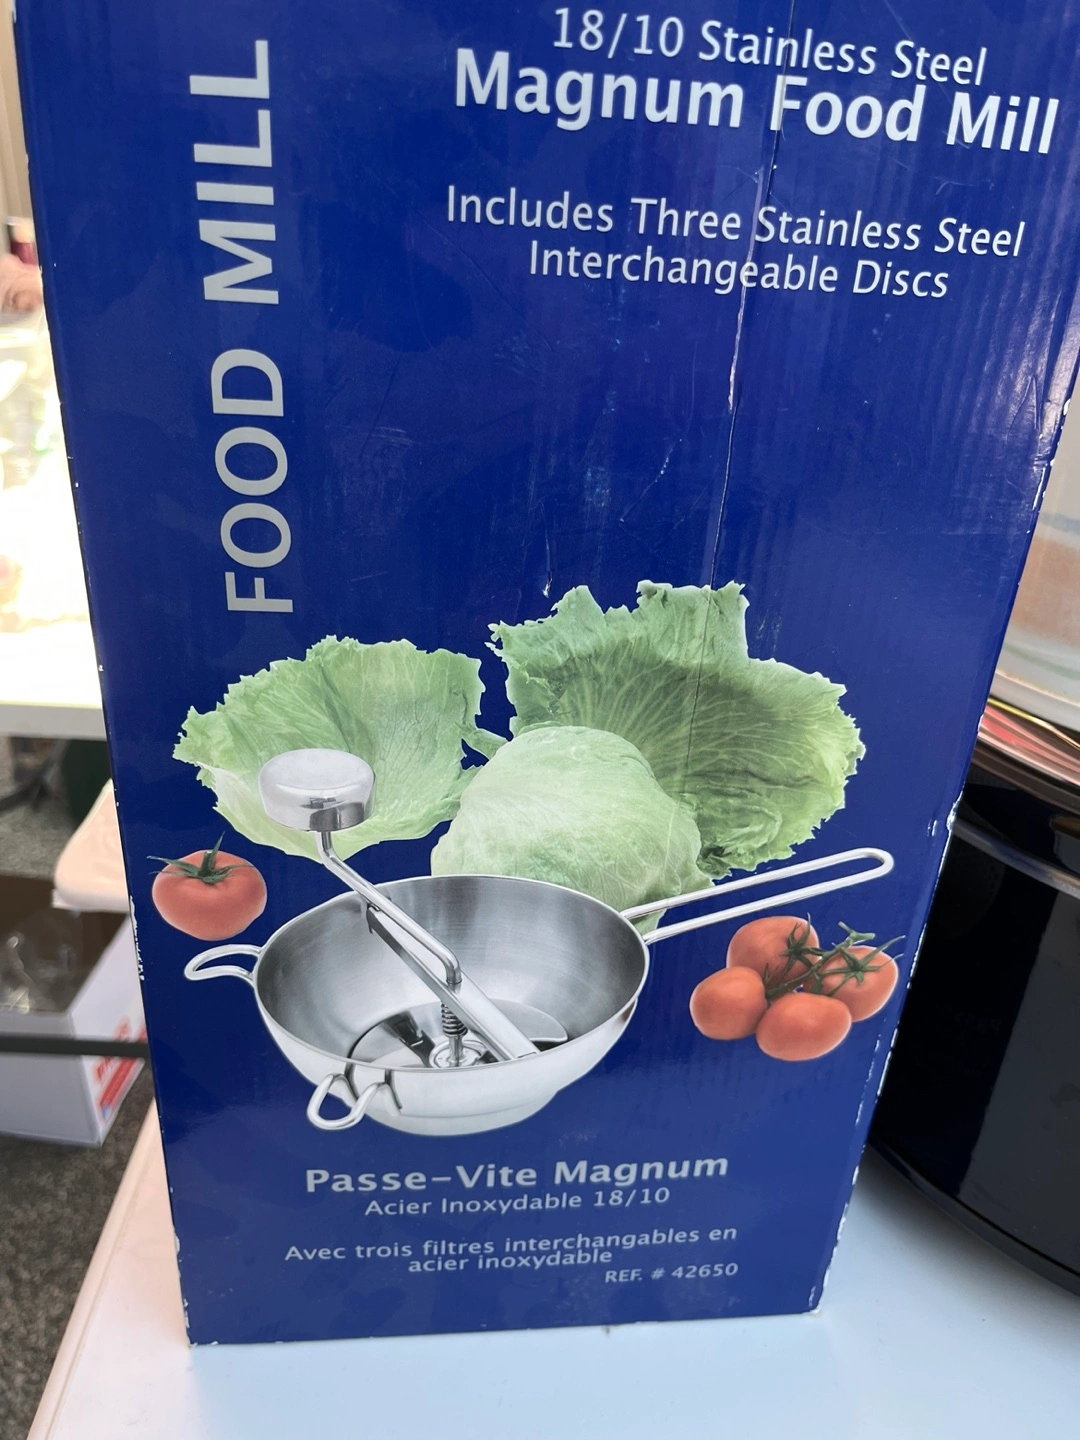 18/10 Stainless Steel
Magnum Food Mill
Includes Three Stainless Steel
Interchangeable Discs
FOOD MILL
Passe-Vite Magnum
Acier Inoxydable 18/10
Avec trois filtres interchangables en
acier inoxydable
REF. # 42650